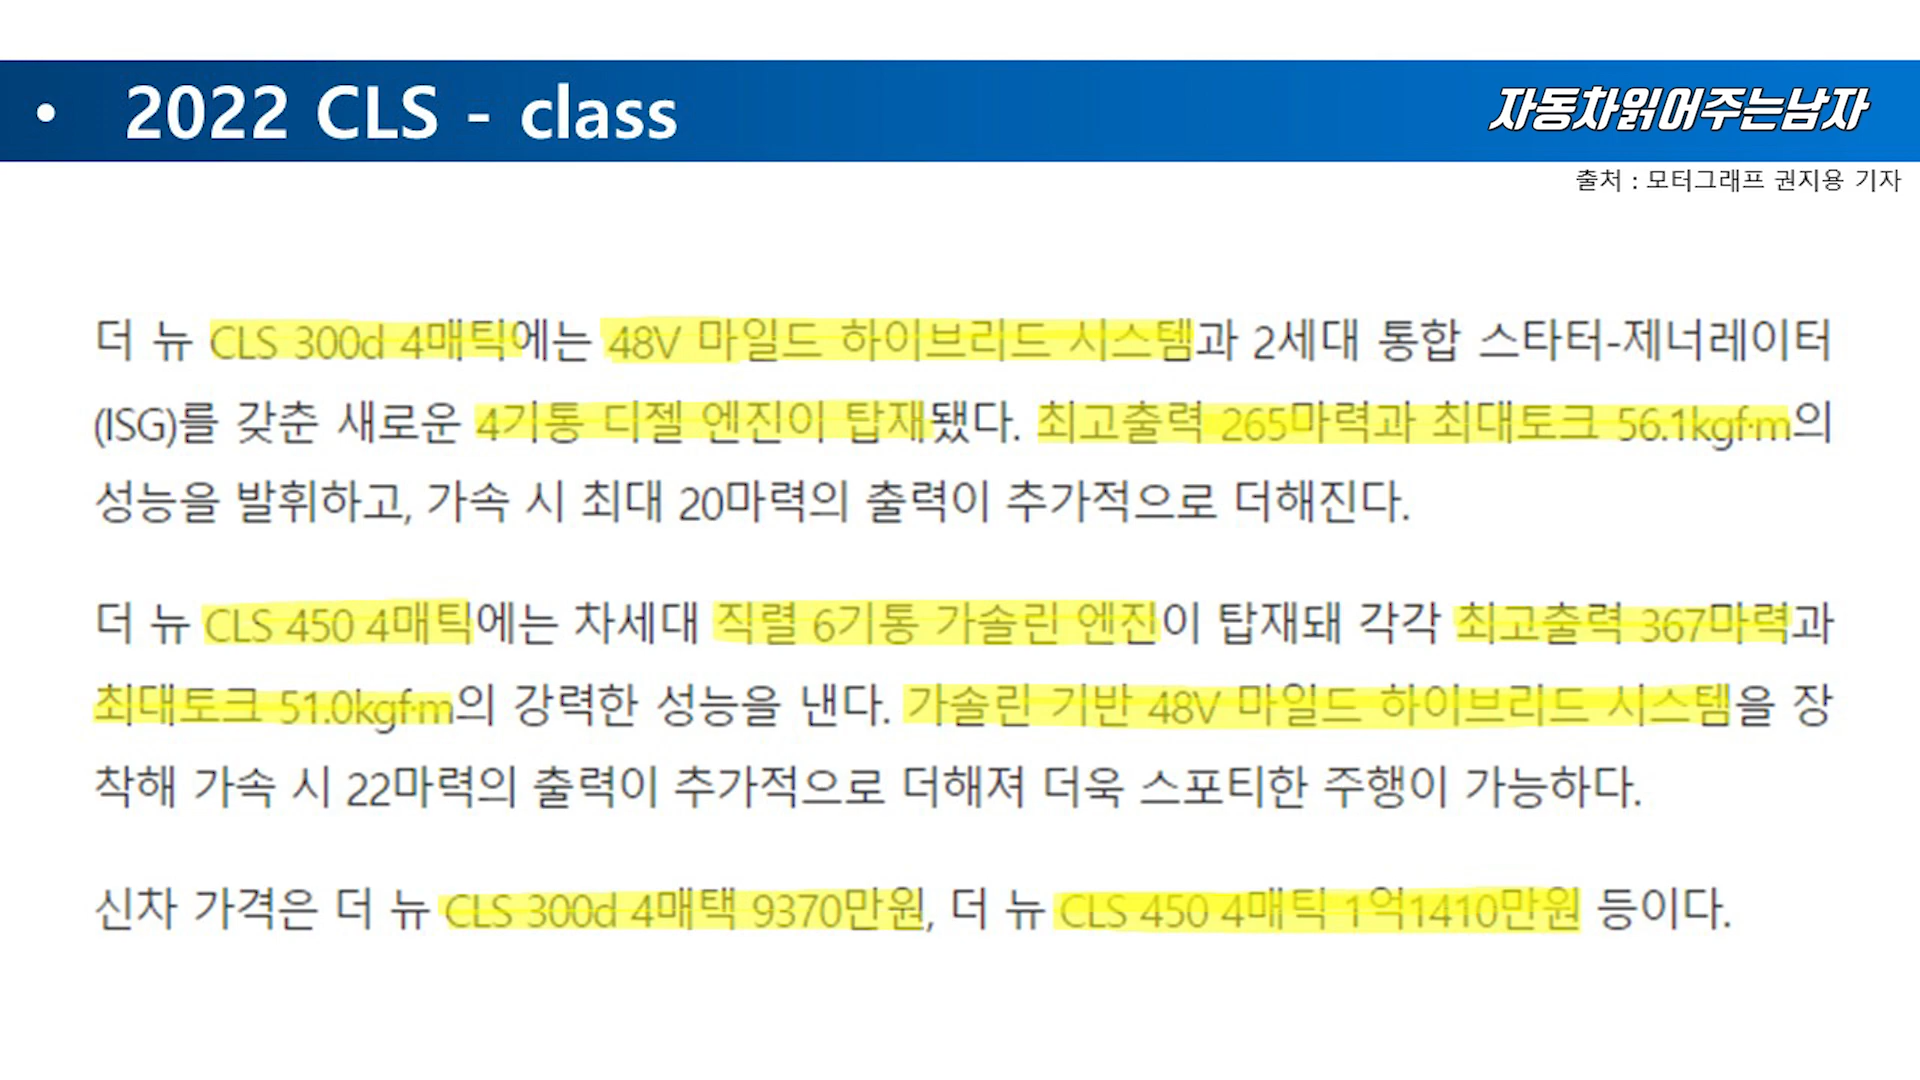 • 2022 CLS - class
자동차읽어주는남자
출처 : 모터그래프 권지용 기자
더 뉴 CLS 300d 4매틱에는 48V 마일드 하이브리드 시스템과 2세대 통합 스타터-제너레이터
(ISG)를 갖춘 새로운 4기통 디젤 엔진이 탑재됐다. 최고출력 265마력과 최대토크 56.1kgf·m의
성능을 발휘하고, 가속 시 최대 20마력의 출력이 추가적으로 더해진다.
더 뉴 CLS 450 4매틱에는 차세대 직렬 6기통 가솔린 엔진이 탑재돼 각각 최고출력 367마력과
최대토크 51.0kgf·m의 강력한 성능을 낸다. 가솔린 기반 48V 마일드 하이브리드 시스템을 장
착해 가속 시 22마력의 출력이 추가적으로 더해져 더욱 스포티한 주행이 가능하다.
신차 가격은 더 뉴 CLS 300d 4매택 9370만원, 더 뉴 CLS 450 4매틱 1억1410만원 등이다.